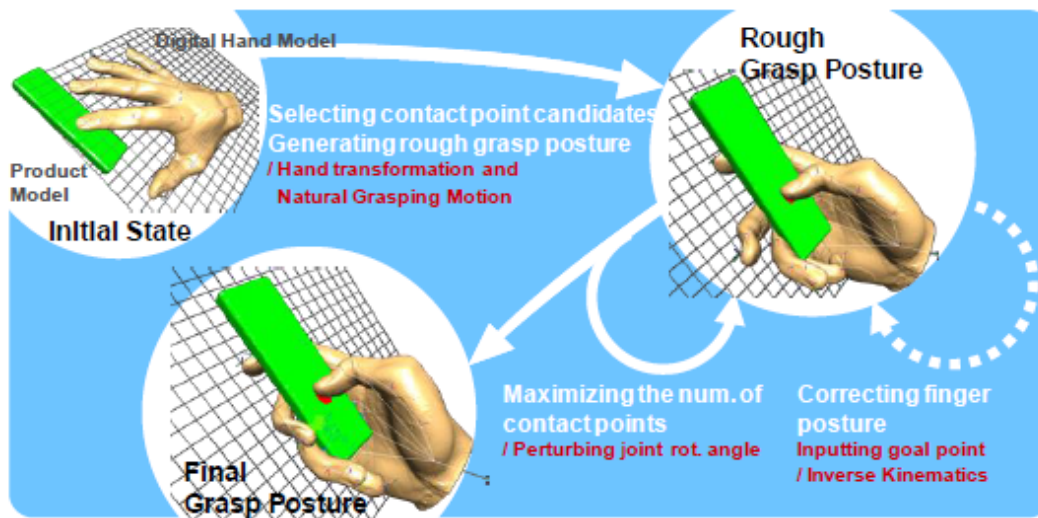 Digital Hand Model
Product
Model
Initial State
Selecting contact point candidates
Generating rough grasp posture
/ Hand transformation and
Natural Grasping Motion
Rough
Grasp Posture
Maximizing the num. of
contact points
/ Perturbing joint rot. angle
Correcting finger
posture
Inputting goal point
/ Inverse Kinematics
Final
Grasp Posture